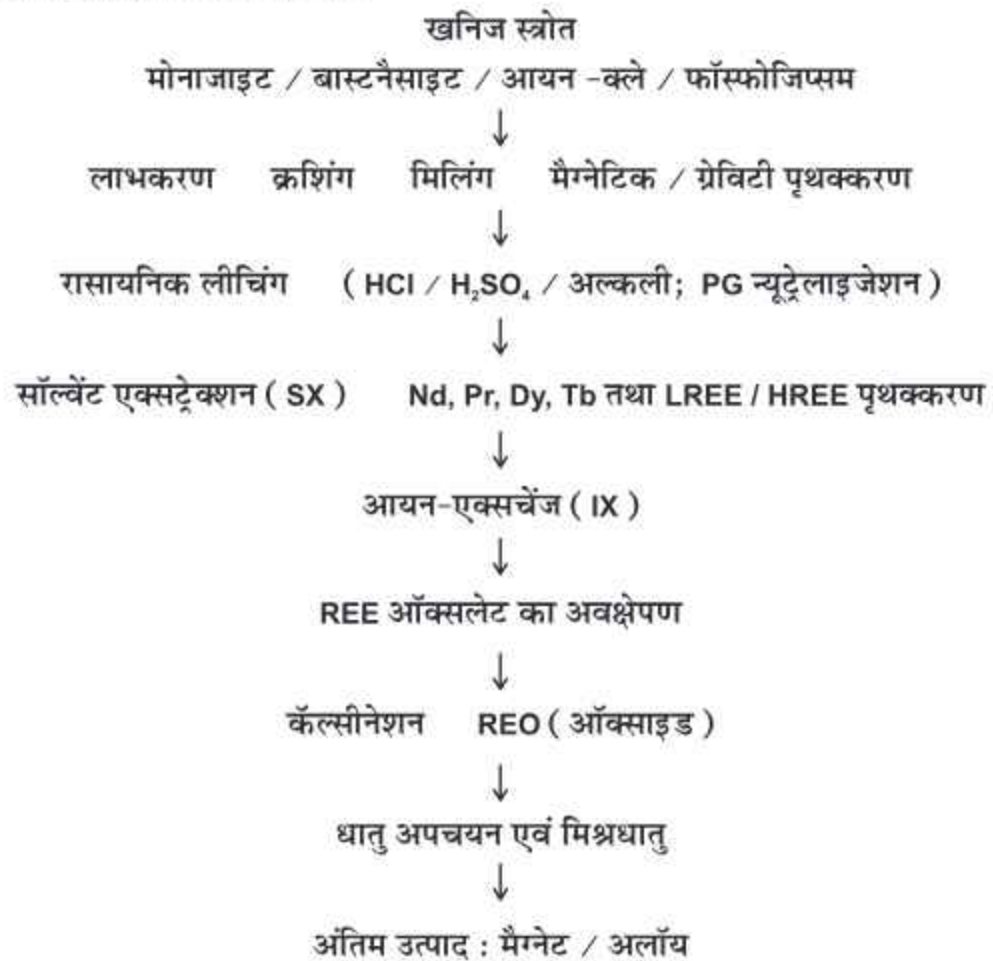 खनिज स्त्रोत
मोनाजाइट / बास्टनैसाइट / आयन -क्ले / फॉस्फोजिप्सम
↓
लाभकरण क्रशिंग मिलिंग मैग्नेटिक / ग्रेविटी पृथक्करण
↓
रासायनिक लीचिंग ( HCl / H₂SO₄ / अल्कली; PG न्यूट्रेलाइजेशन )
↓
सॉल्वेंट एक्सट्रेक्शन ( SX ) Nd, Pr, Dy, Tb तथा LREE / HREE पृथक्करण
↓
आयन-एक्सचेंज ( IX )
↓
REE ऑक्सलेट का अवक्षेपण
↓
कॅल्सीनेशन REO ( ऑक्साइड )
↓
धातु अपचयन एवं मिश्रधातु
↓
अंतिम उत्पाद : मैग्नेट / अलॉय